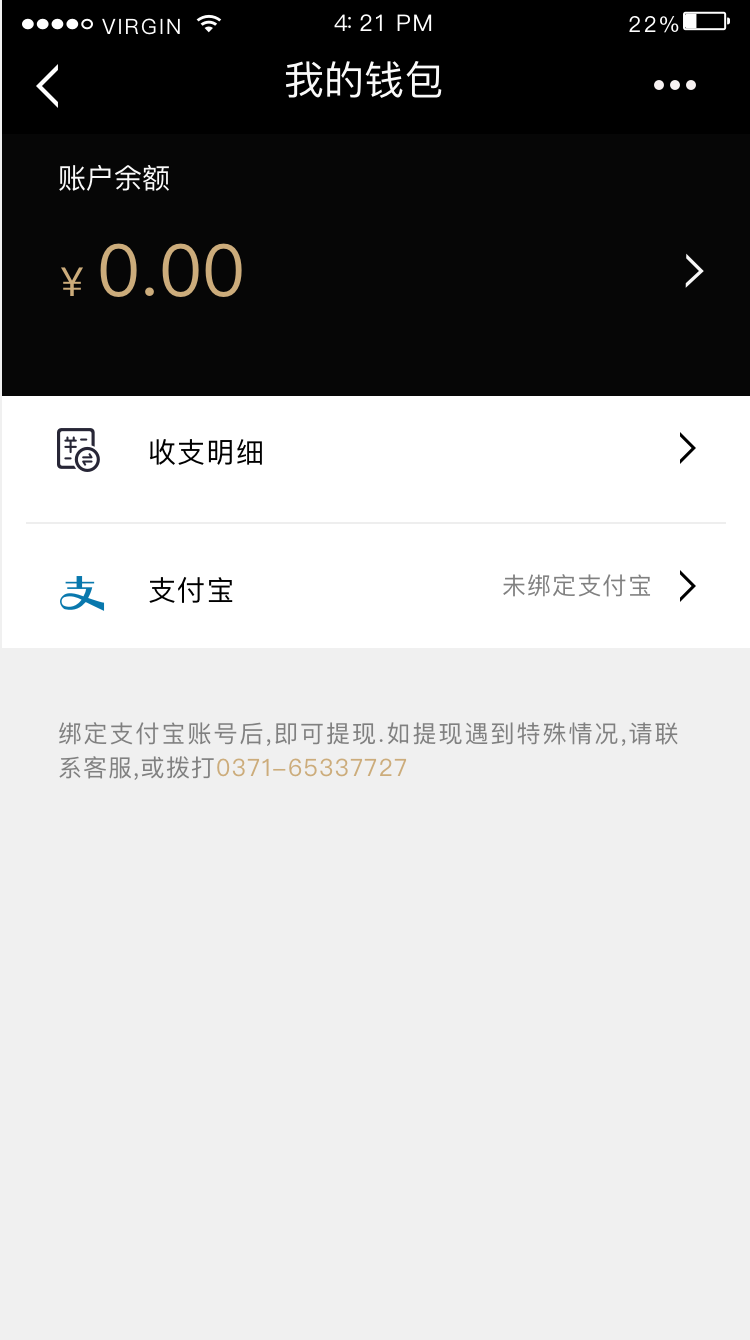 VIRGIN
4: 21 PM
22%
我的钱包
账户余额
¥ 0.00
收支明细
支付宝
未绑定支付宝
绑定支付宝账号后,即可提现.如提现遇到特殊情况,请联
系客服,或拨打0371-65337727